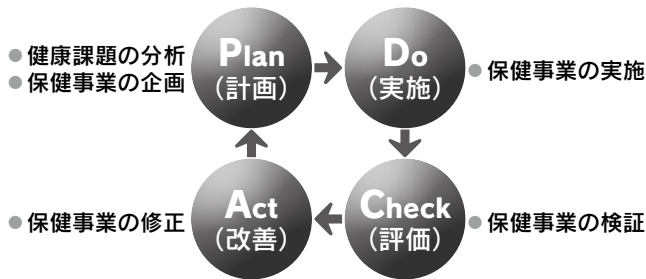 ●健康課題の分析
●保健事業の企画
Plan
（計画）
Do
（実施）
●保健事業の実施
●保健事業の修正
Act
（改善）
Check
（評価）
●保健事業の検証